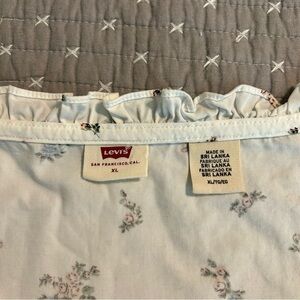 Levi's
SAN FRANCISCO, CAL.
XL
MADE IN
SRI LANKA
FABRIQUE AU
SRI LANKA
FABRICADO EN
SRI LANKA
XL/TG/EG